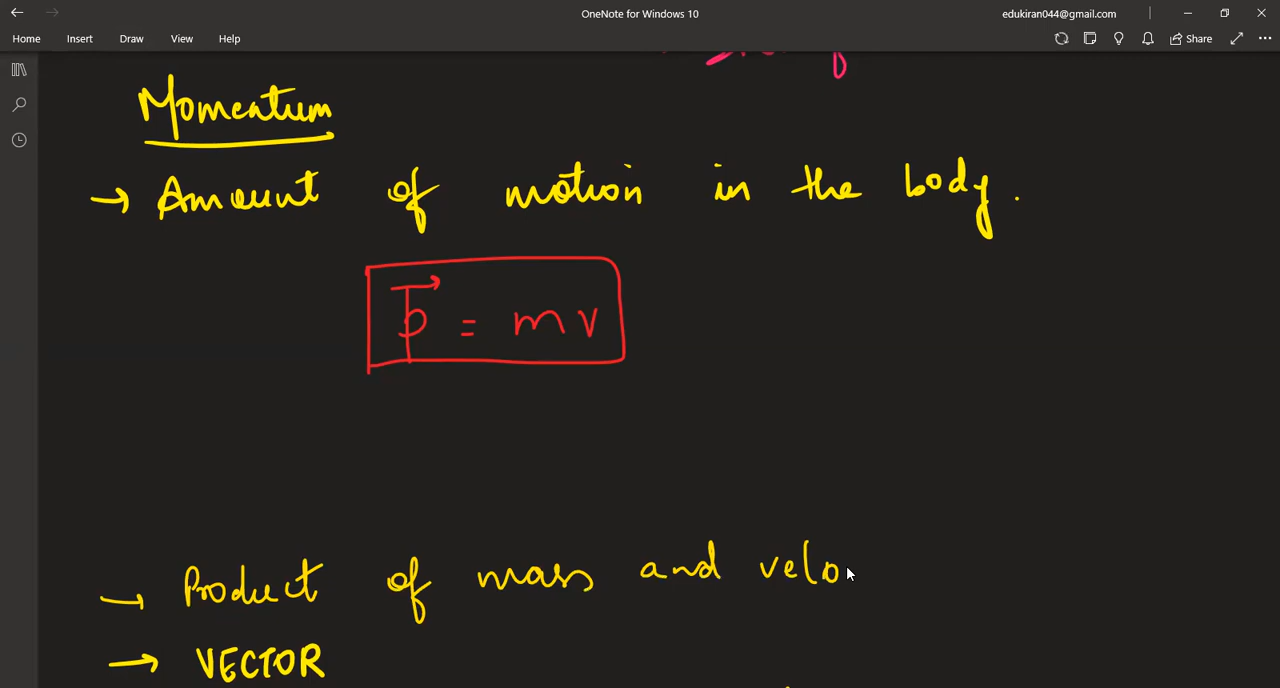 OneNote for Windows 10
edukiran044@gmail.com
Home Insert Draw View Help
Share
Momentum
→ Amount of motion in the body.
p⃗ = mv
→ Product of mass and velo
→ VECTOR